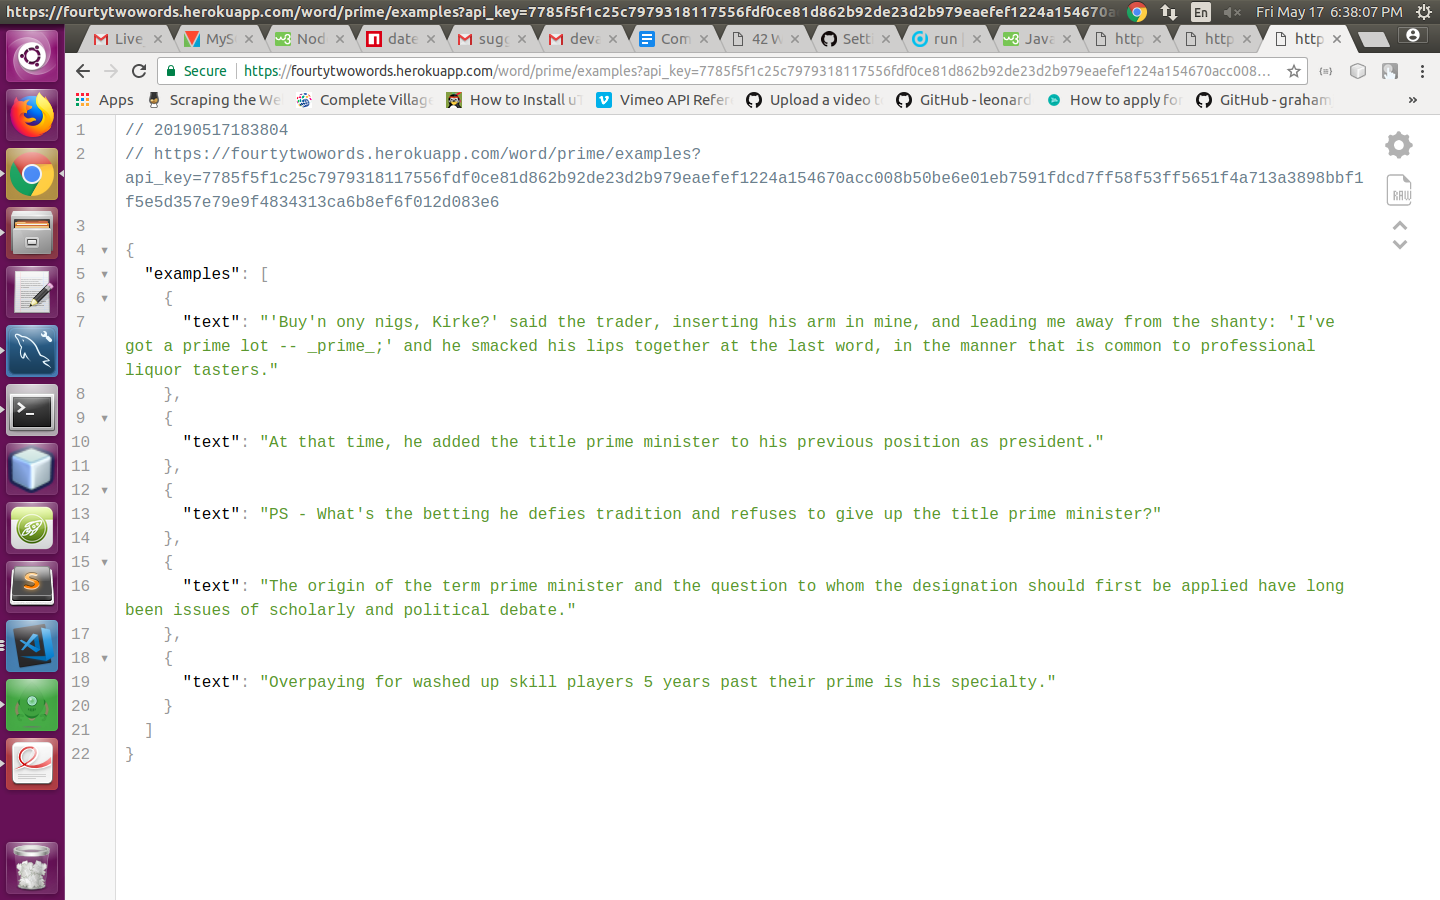 https://fourtytwowords.herokuapp.com/word/prime/examples?api_key=7785f5f1c25c7979318117556fdf0ce81d862b92de23d2b979eaefef1224a154670a
En
Fri May 17 6:38:07 PM
Live
MyS
Nod
date
sugg
deva
Com
42 W
Setti
run
Java
http
http
http
Secure
https://fourtytwowords.herokuapp.com/word/prime/examples?api_key=7785f5f1c25c7979318117556fdf0ce81d862b92de23d2b979eaefef1224a154670acc008...
Apps
Scraping the We
Complete Village
How to Install uT
Vimeo API Refer
Upload a video t
GitHub - leonard
How to apply for
GitHub - graham
»
1 // 20190517183804
2 // https://fourtytwowords.herokuapp.com/word/prime/examples?
api_key=7785f5f1c25c7979318117556fdf0ce81d862b92de23d2b979eaefef1224a154670acc008b50be6e01eb7591fdcd7ff58f53ff5651f4a713a3898bbf1
f5e5d357e79e9f4834313ca6b8ef6f012d083e6
3
4 {
5 "examples": [
6 {
7 "text": "'Buy'n ony nigs, Kirke?' said the trader, inserting his arm in mine, and leading me away from the shanty: 'I've
got a prime lot -- _prime_;' and he smacked his lips together at the last word, in the manner that is common to professional
liquor tasters."
8 },
9 {
10 "text": "At that time, he added the title prime minister to his previous position as president."
11 },
12 {
13 "text": "PS - What's the betting he defies tradition and refuses to give up the title prime minister?"
14 },
15 {
16 "text": "The origin of the term prime minister and the question to whom the designation should first be applied have long
been issues of scholarly and political debate."
17 },
18 {
19 "text": "Overpaying for washed up skill players 5 years past their prime is his specialty."
20 }
21 ]
22 }
RAW